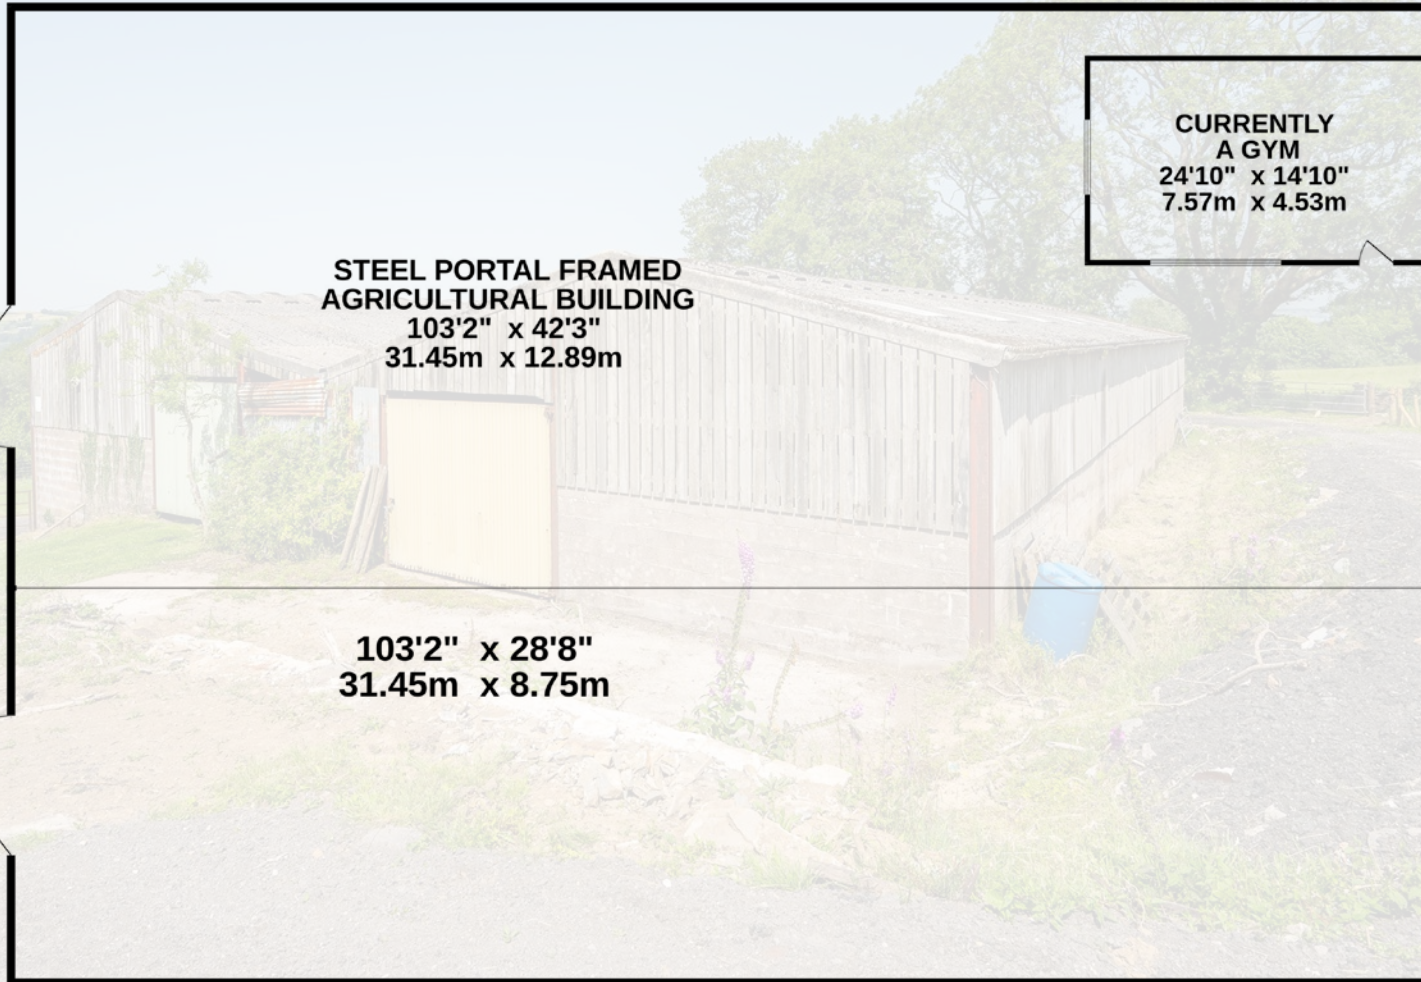 CURRENTLY
A GYM
24'10" x 14'10"
7.57m x 4.53m
STEEL PORTAL FRAMED
AGRICULTURAL BUILDING
103'2" x 42'3"
31.45m x 12.89m
103'2" x 28'8"
31.45m x 8.75m